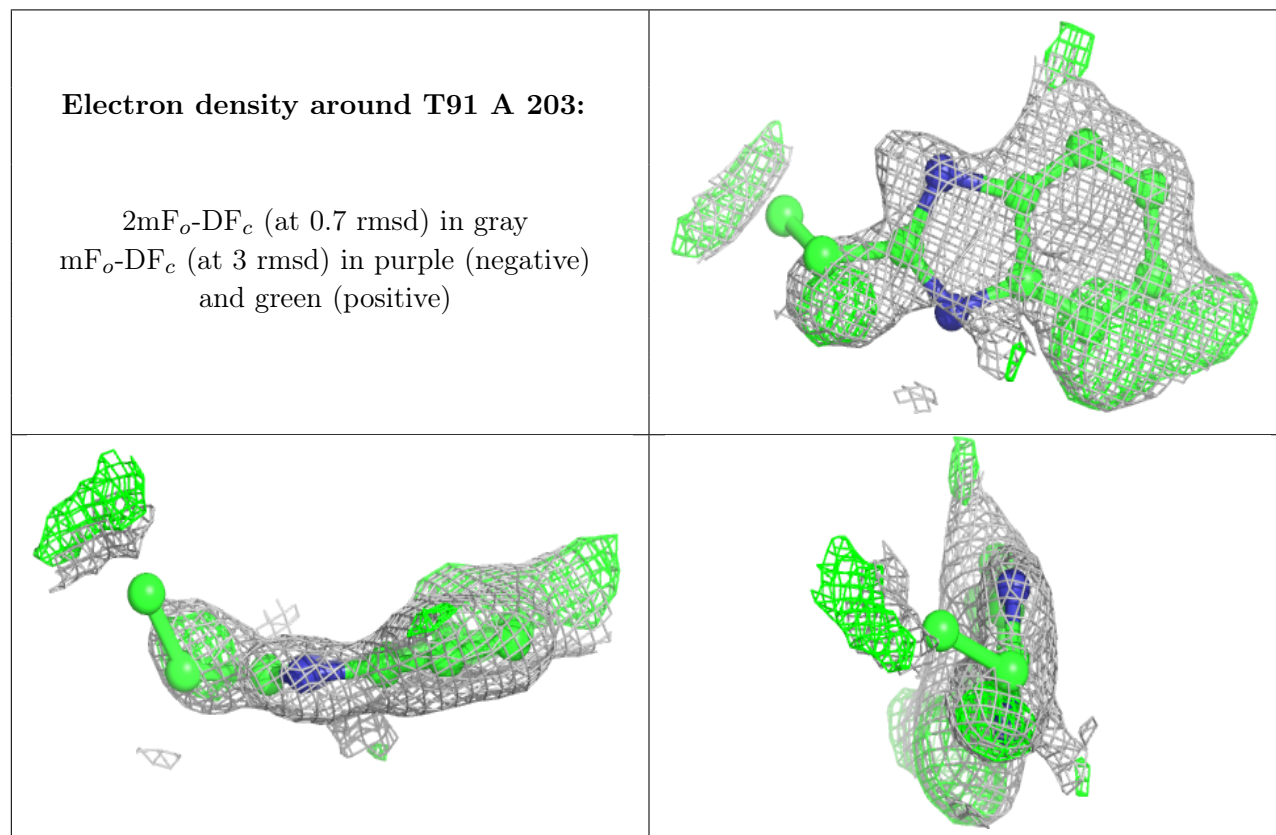 Electron density around T91 A 203:
2mFo-DFc (at 0.7 rmsd) in gray
mFo-DFc (at 3 rmsd) in purple (negative)
and green (positive)